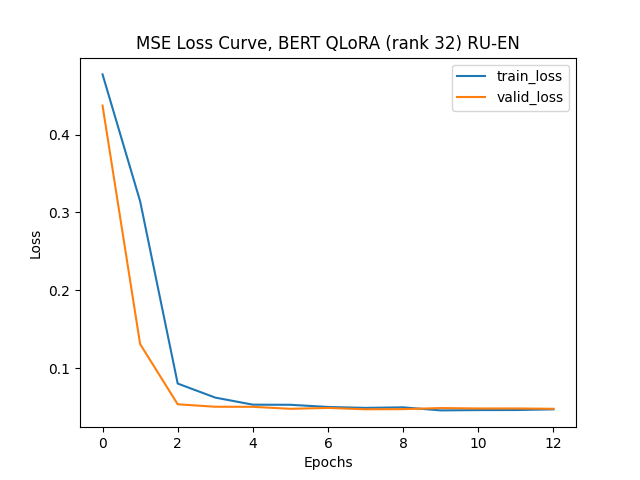 MSE Loss Curve, BERT QLoRA (rank 32) RU-EN
train_loss
valid_loss
0.4
0.3
0.2
0.1
Loss
0 2 4 6 8 10 12
Epochs